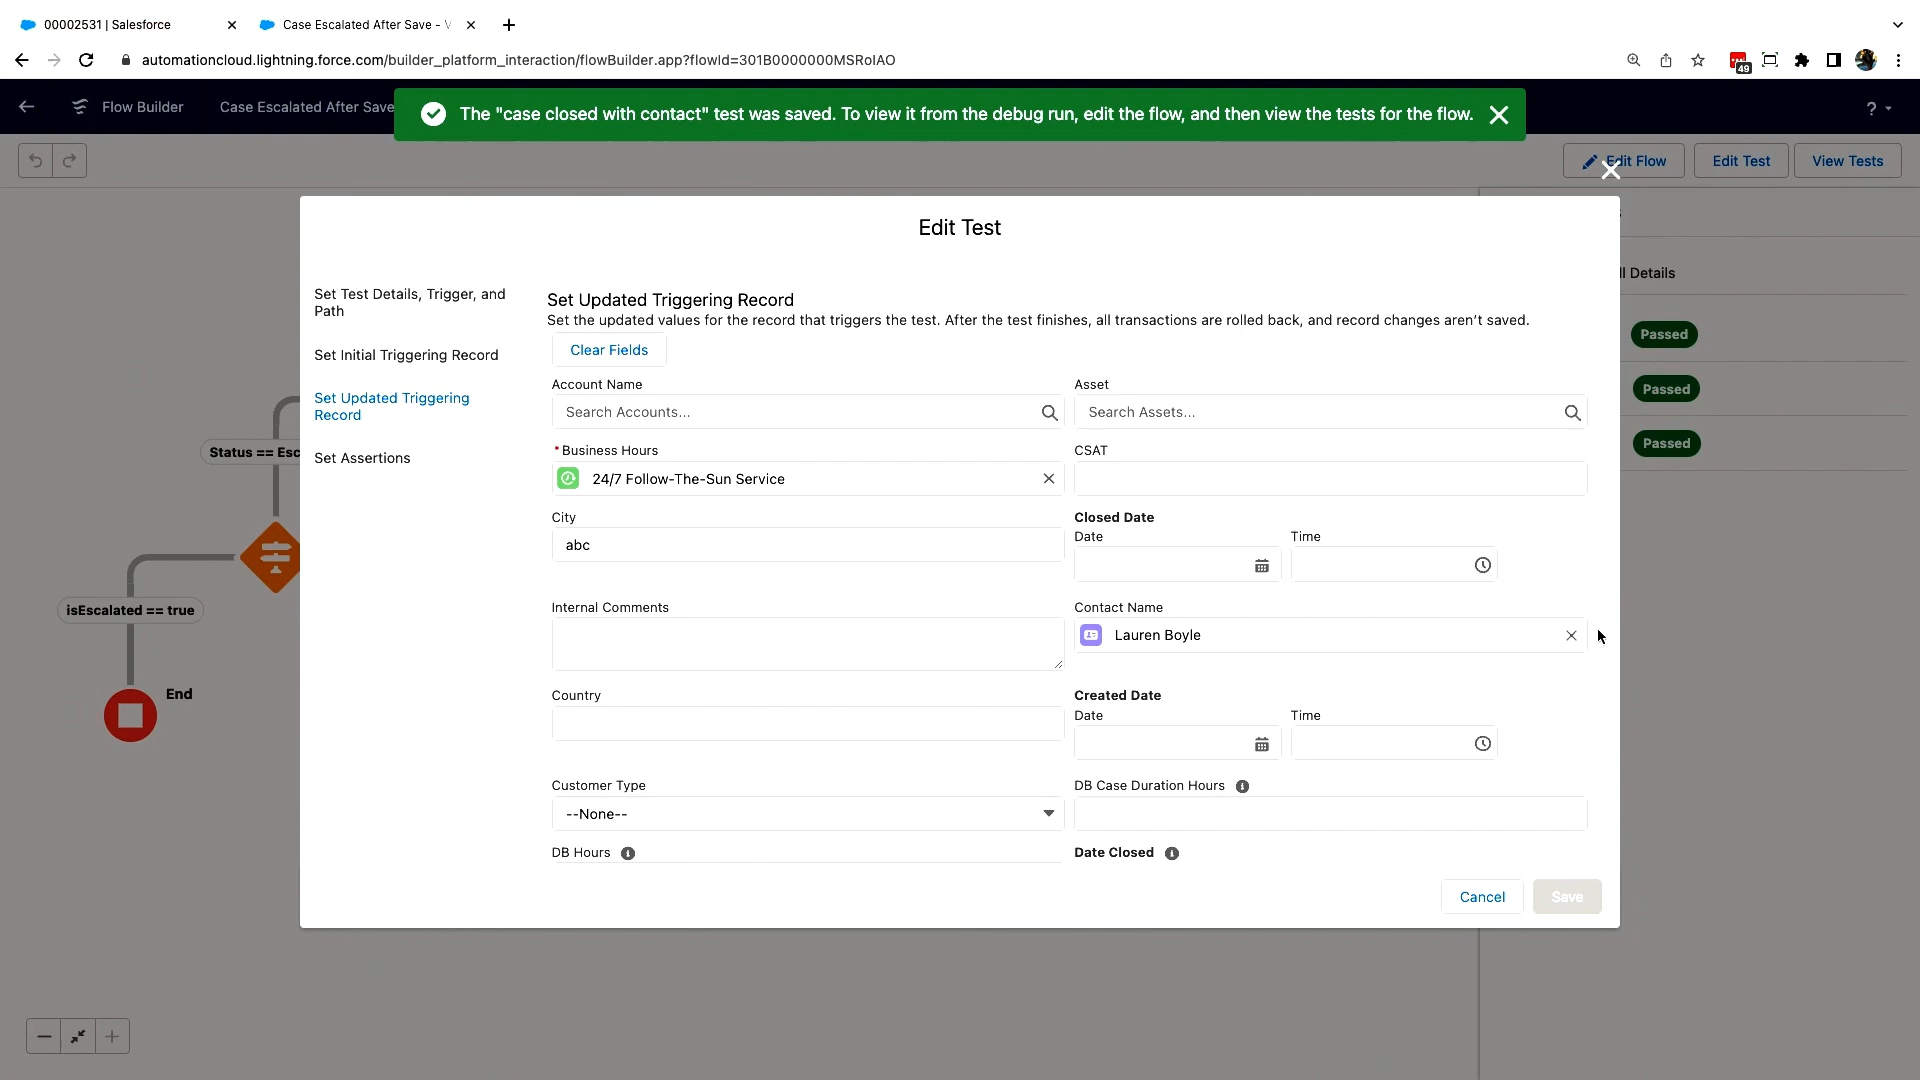 00002531 | Salesforce
Case Escalated After Save - V
automationcloud.lightning.force.com/builder_platform_interaction/flowBuilder.app?flowId=301B0000000MSRoIAO
49
Flow Builder
Case Escalated After Save
The "case closed with contact" test was saved. To view it from the debug run, edit the flow, and then view the tests for the flow.
?
Edit Flow
Edit Test
View Tests
Edit Test
Set Test Details, Trigger, and
Path
Set Initial Triggering Record
Set Updated Triggering
Record
Set Assertions
Set Updated Triggering Record
Set the updated values for the record that triggers the test. After the test finishes, all transactions are rolled back, and record changes aren't saved.
Clear Fields
Account Name
Search Accounts...
Asset
Search Assets...
*Business Hours
24/7 Follow-The-Sun Service
CSAT
City
abc
Closed Date
Date
Time
Internal Comments
Contact Name
Lauren Boyle
Country
Created Date
Date
Time
Customer Type
--None--
DB Case Duration Hours
DB Hours
Date Closed
Cancel
Save
Status == Esc
isEscalated == true
End
Details
Passed
Passed
Passed